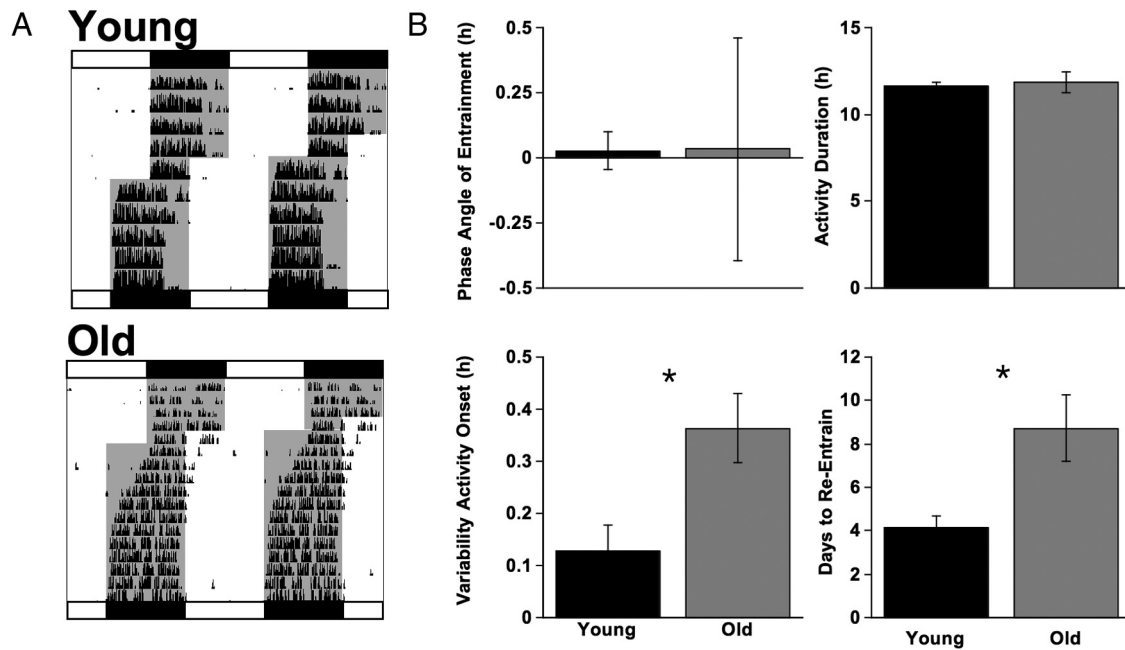 A
Young
Old
B
Phase Angle of Entrainment (h)
0.5
0.25
0
-0.25
-0.5
Activity Duration (h)
15
10
5
0
Variability Activity Onset (h)
0.5
0.4
0.3
0.2
0.1
0
*
Young Old
Days to Re-Entrain
12
10
8
6
4
2
0
*
Young Old